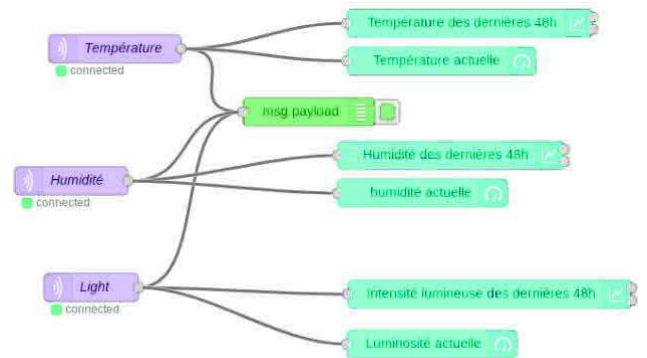 Température des dernières 48h
Température
connected
Température actuelle
msg.payload
Humidité des dernières 48h
Humidité
connected
humidité actuelle
Light
connected
Intensité lumineuse des dernières 48h
Luminosité actuelle